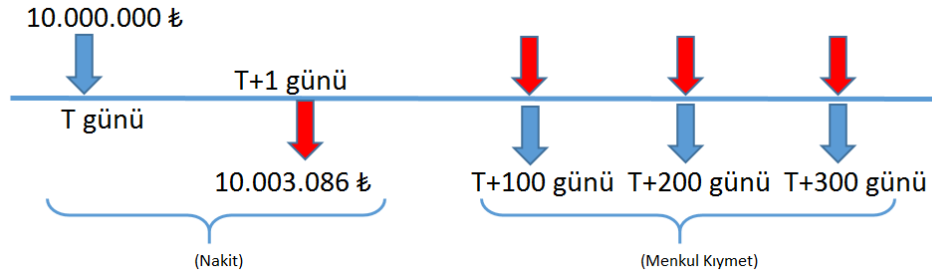 10.000.000 ₺
T+1 günü
T günü
10.003.086 ₺
T+100 günü T+200 günü T+300 günü
(Nakit)
(Menkul Kıymet)